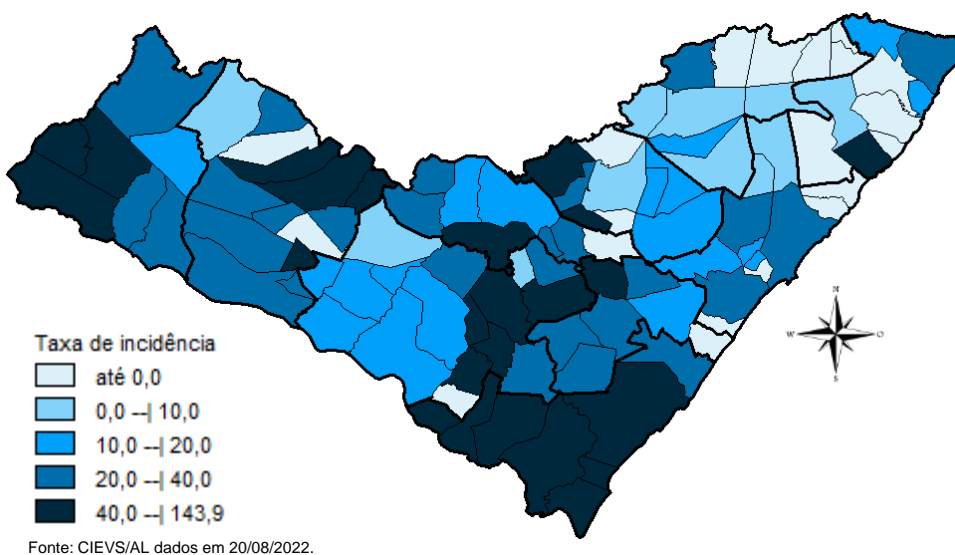 N
W
O
S
Taxa de incidência
até 0,0
0,0 --| 10,0
10,0 --| 20,0
20,0 --| 40,0
40,0 --| 143,9
Fonte: CIEVS/AL dados em 20/08/2022.